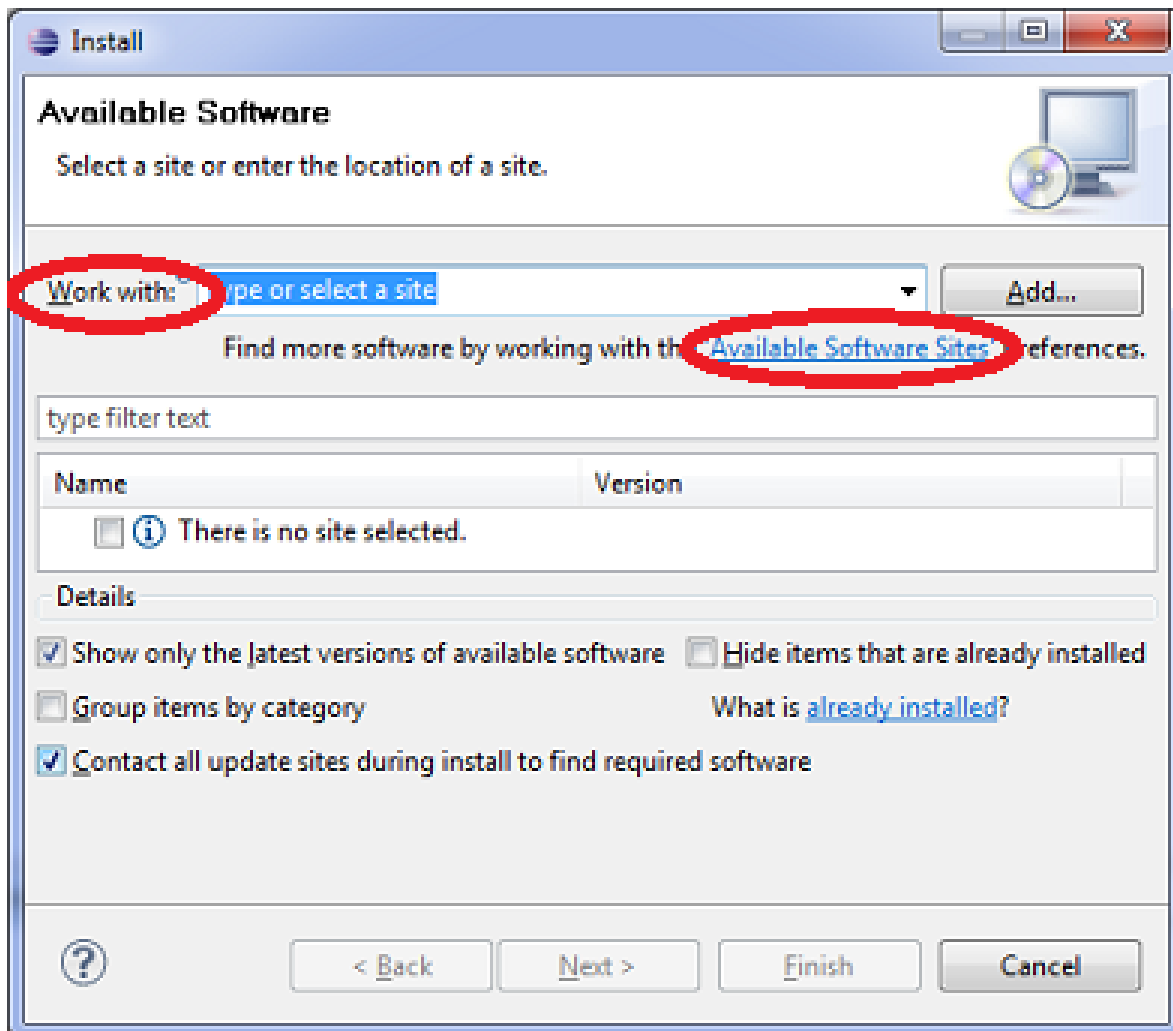 Install
Available Software
Select a site or enter the location of a site.
Work with: ype or select a site Add...
Find more software by working with th Available Software Sites references.
type filter text
Name Version
There is no site selected.
Details
Show only the latest versions of available software Hide items that are already installed
Group items by category What is already installed?
Contact all update sites during install to find required software
? < Back Next > Finish Cancel